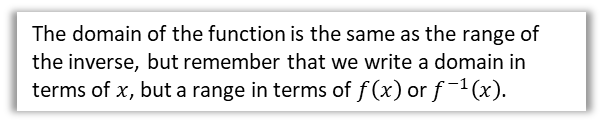 The domain of the function is the same as the range of
the inverse, but remember that we write a domain in
terms of x, but a range in terms of f(x) or f⁻¹(x).